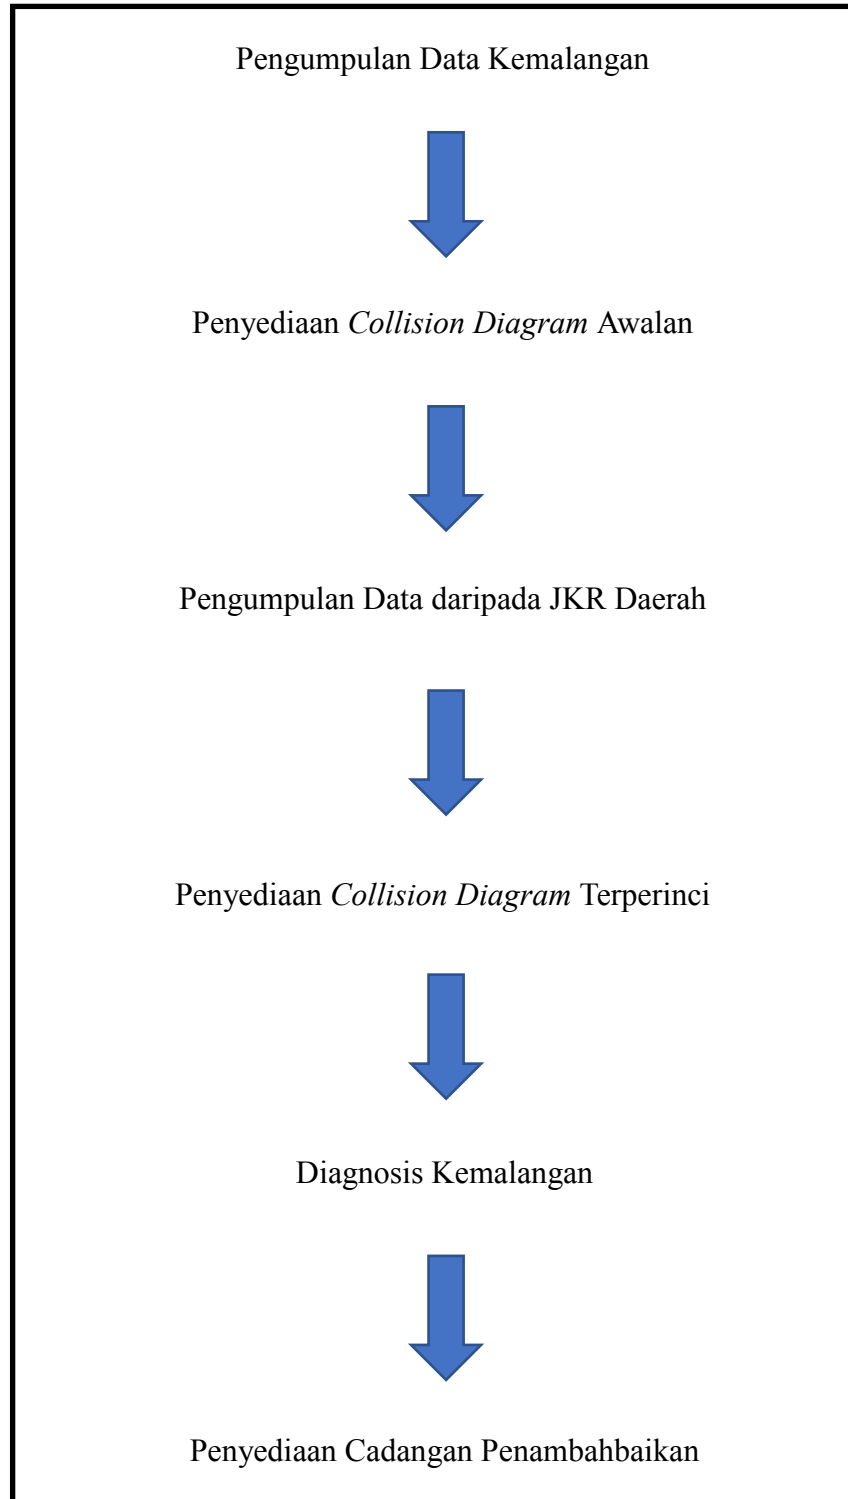 Pengumpulan Data Kemalangan
Penyediaan Collision Diagram Awalan
Pengumpulan Data daripada JKR Daerah
Penyediaan Collision Diagram Terperinci
Diagnosis Kemalangan
Penyediaan Cadangan Penambahbaikan